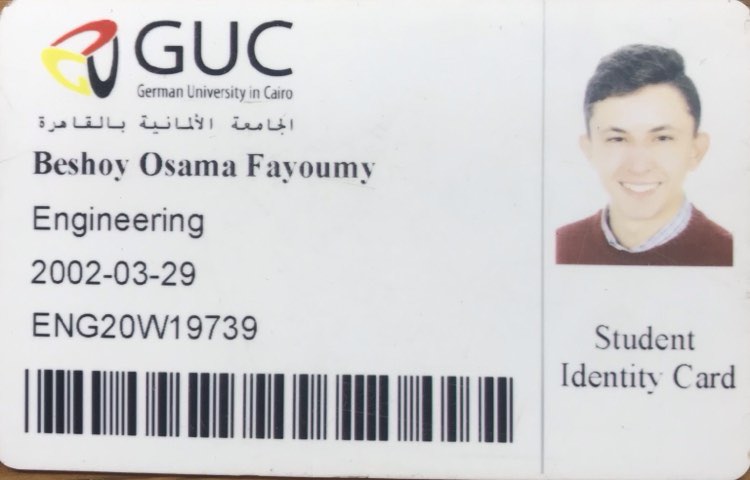 GUC
German University in Cairo
الجامعة الألمانية بالقاهرة
Beshoy Osama Fayoumy
Engineering
2002-03-29
ENG20W19739
Student
Identity Card